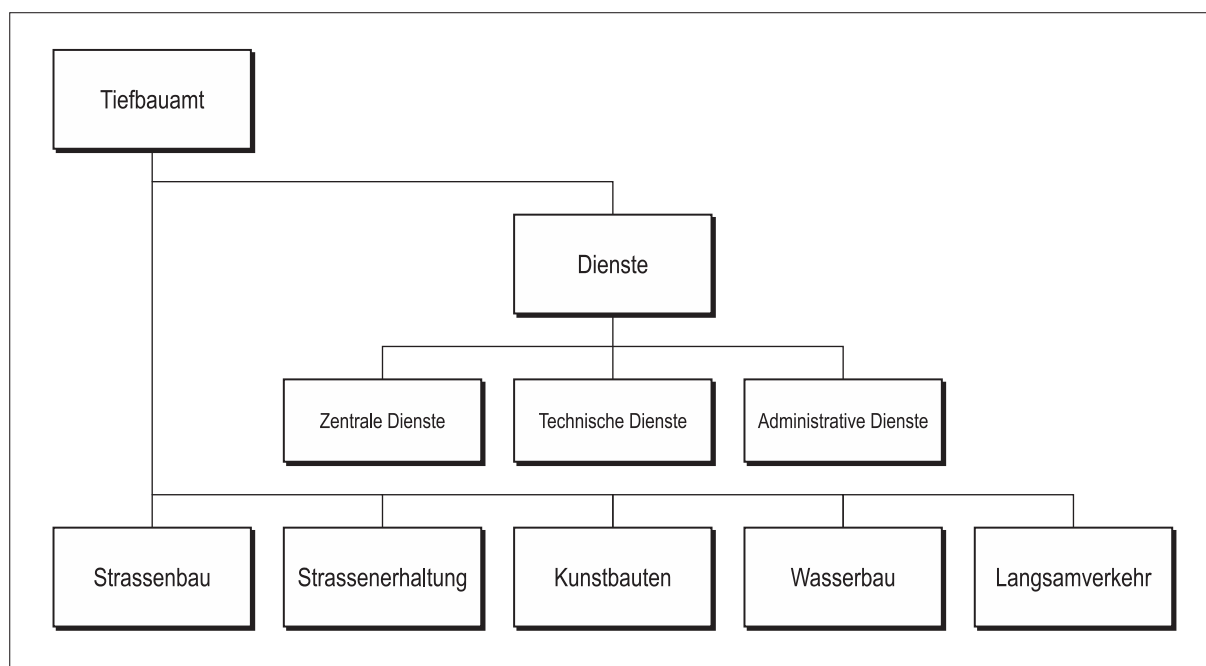 Tiefbauamt
Dienste
Zentrale Dienste
Technische Dienste
Administrative Dienste
Strassenbau
Strassenerhaltung
Kunstbauten
Wasserbau
Langsamverkehr